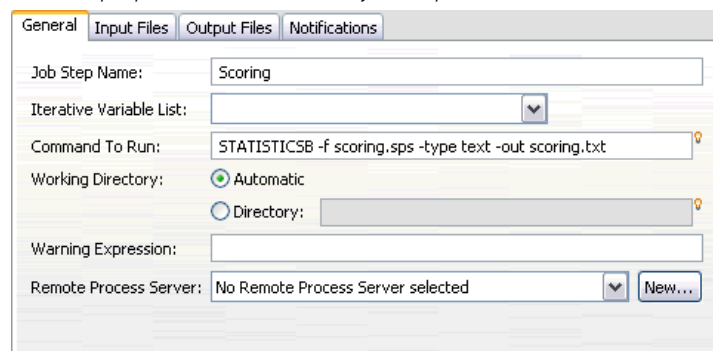 General Input Files Output Files Notifications
Job Step Name: Scoring
Iterative Variable List:
Command To Run: STATISTICSB -f scoring.sps -type text -out scoring.txt
Working Directory: Automatic
Directory:
Warning Expression:
Remote Process Server: No Remote Process Server selected New...